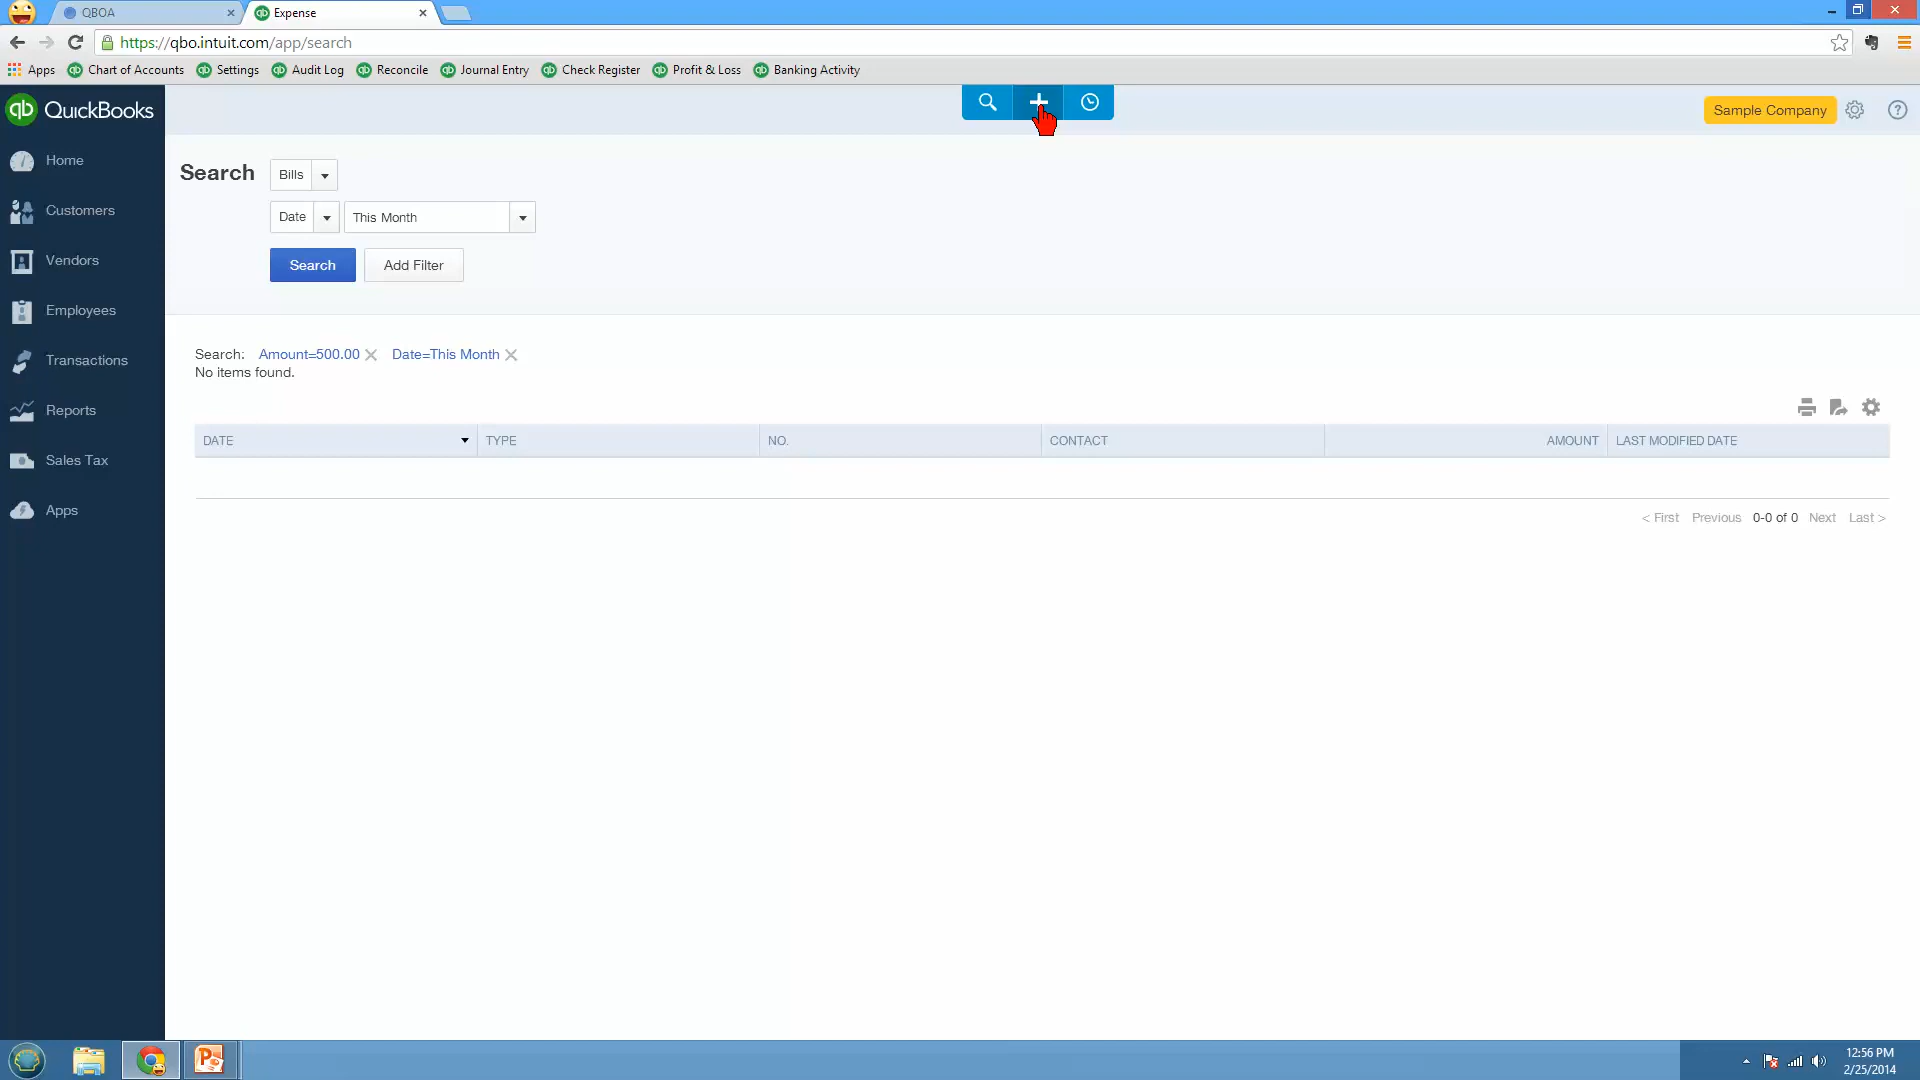 QBOA
Expense
https://qbo.intuit.com/app/search
Apps Chart of Accounts Settings Audit Log Reconcile Journal Entry Check Register Profit & Loss Banking Activity
qb QuickBooks
Sample Company
Home
Customers
Vendors
Employees
Transactions
Reports
Sales Tax
Apps
Search Bills
Date This Month
Search Add Filter
Search: Amount=500.00 Date=This Month
No items found.
DATE TYPE NO. CONTACT AMOUNT LAST MODIFIED DATE
< First Previous 0-0 of 0 Next Last >
12:56 PM
2/25/2014